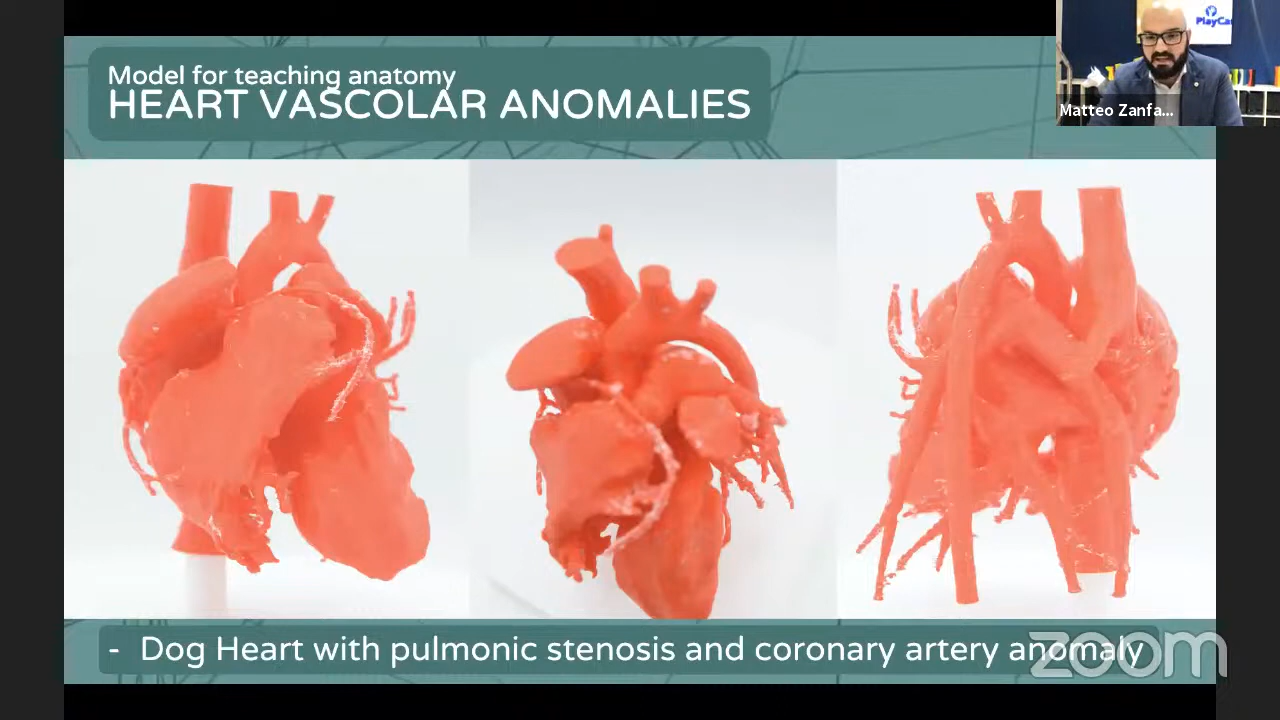 Model for teaching anatomy
HEART VASCOLAR ANOMALIES
PlayCa
Matteo Zanfa...
- Dog Heart with pulmonic stenosis and coronary artery anomaly
zoom